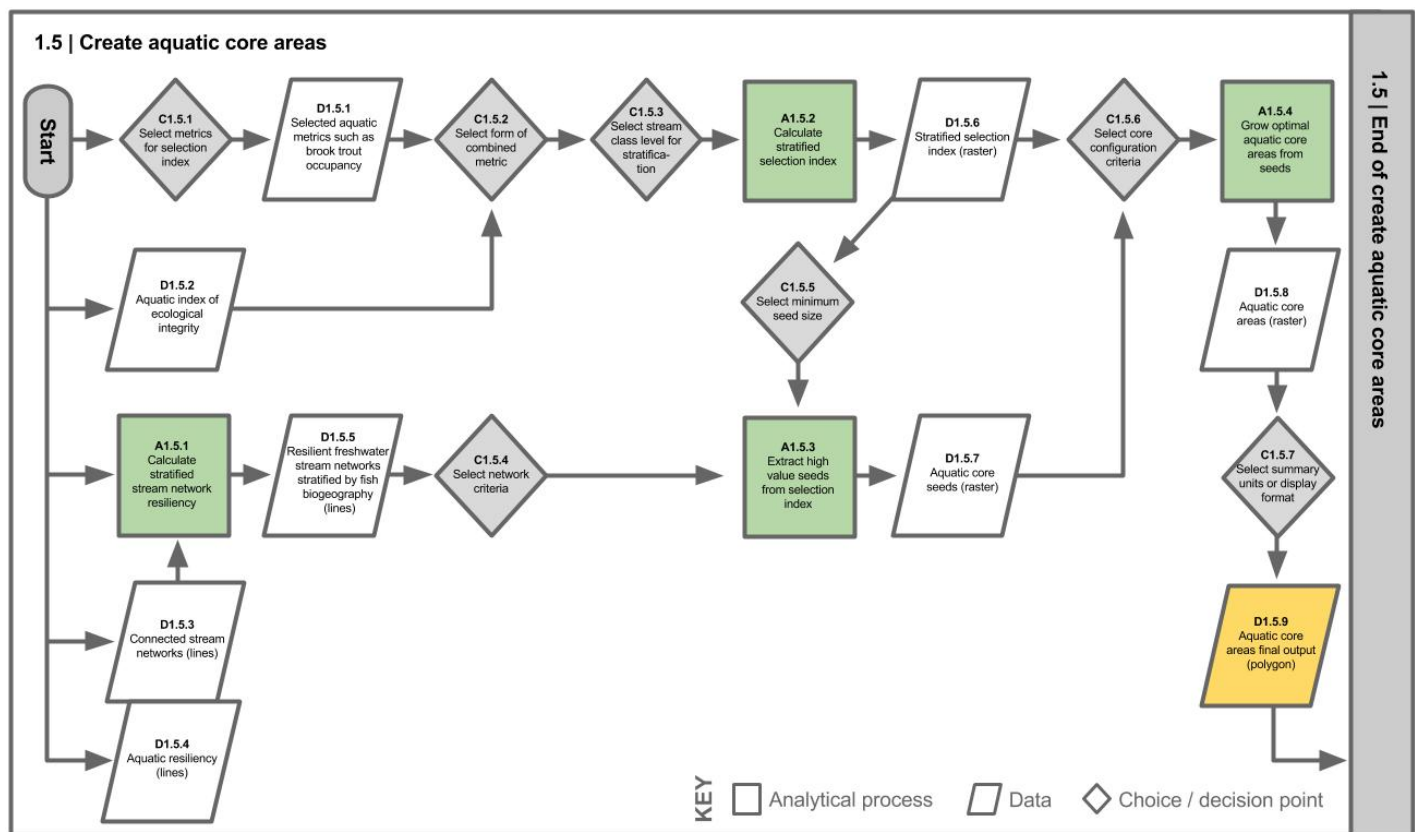 1.5 | Create aquatic core areas
Start
C1.5.1
Select metrics
for selection
index
D1.5.1
Selected aquatic
metrics such as
brook trout
occupancy
C1.5.2
Select form of
combined
metric
C1.5.3
Select stream
class level for
stratifica-
tion
A1.5.2
Calculate
stratified
selection index
D1.5.6
Stratified selection
index (raster)
C1.5.6
Select core
configuration
criteria
A1.5.4
Grow optimal
aquatic core
areas from
seeds
D1.5.2
Aquatic index of
ecological
integrity
C1.5.5
Select minimum
seed size
D1.5.8
Aquatic core
areas (raster)
A1.5.1
Calculate
stratified
stream network
resiliency
D1.5.5
Resilient freshwater
stream networks
stratified by fish
biogeography
(lines)
C1.5.4
Select network
criteria
A1.5.3
Extract high
value seeds
from selection
index
D1.5.7
Aquatic core
seeds (raster)
C1.5.7
Select summary
units or display
format
D1.5.3
Connected stream
networks (lines)
D1.5.9
Aquatic core
areas final output
(polygon)
D1.5.4
Aquatic resiliency
(lines)
KEY
Analytical process
Data
Choice / decision point
1.5 | End of create aquatic core areas